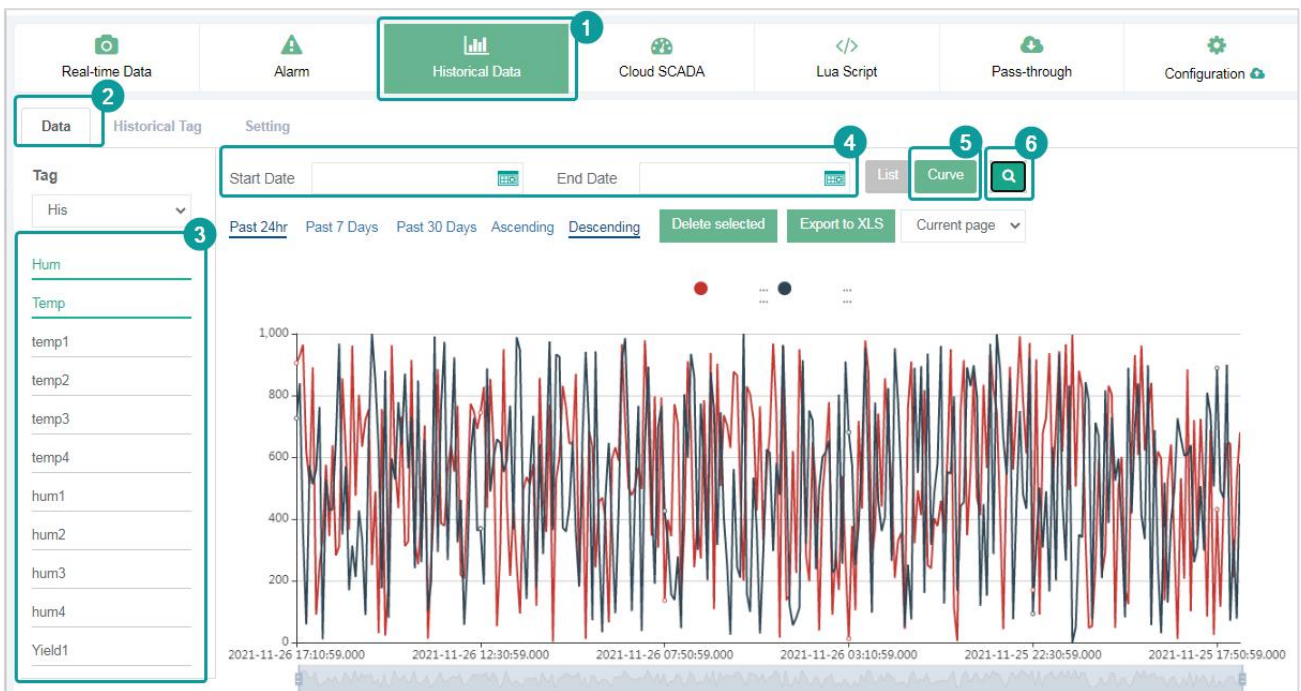 1
Real-time Data Alarm Historical Data Cloud SCADA </> Lua Script Pass-through Configuration
2
Data Historical Tag Setting
4 5 6
Tag
Start Date End Date List Curve
His
3
Past 24hr Past 7 Days Past 30 Days Ascending Descending Delete selected Export to XLS Current page
Hum
Temp
temp1
temp2
temp3
temp4
hum1
hum2
hum3
hum4
Yield1
... ...
... ...
1,000
800
600
400
200
0
2021-11-26 17:10:59.000 2021-11-26 12:30:59.000 2021-11-26 07:50:59.000 2021-11-26 03:10:59.000 2021-11-25 22:30:59.000 2021-11-25 17:50:59.000